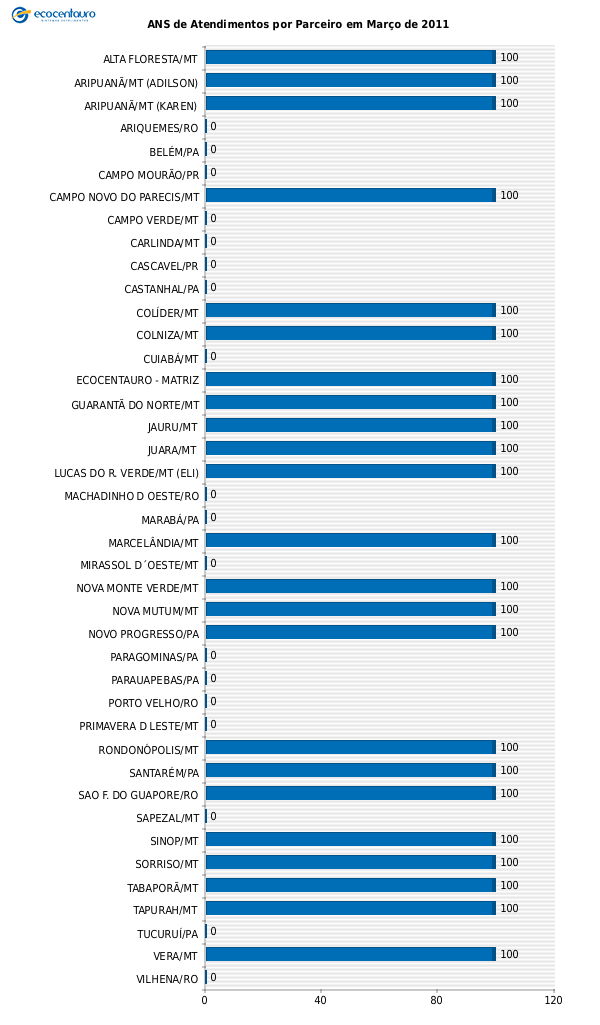 ecocentauro
ANS de Atendimentos por Parceiro em Março de 2011
ALTA FLORESTA/MT 100
ARIPUANÃ/MT (ADILSON) 100
ARIPUANÃ/MT (KAREN) 100
ARIQUEMES/RO 0
BELÉM/PA 0
CAMPO MOURÃO/PR 0
CAMPO NOVO DO PARECIS/MT 100
CAMPO VERDE/MT 0
CARLINDA/MT 0
CASCAVEL/PR 0
CASTANHAL/PA 0
COLÍDER/MT 100
COLNIZA/MT 100
CUIABÁ/MT 0
ECOCENTAURO - MATRIZ 100
GUARANTÃ DO NORTE/MT 100
JAURU/MT 100
JUARA/MT 100
LUCAS DO R. VERDE/MT (ELI) 100
MACHADINHO D OESTE/RO 0
MARABÁ/PA 0
MARCELÂNDIA/MT 100
MIRASSOL D´OESTE/MT 0
NOVA MONTE VERDE/MT 100
NOVA MUTUM/MT 100
NOVO PROGRESSO/PA 100
PARAGOMINAS/PA 0
PARAUAPEBAS/PA 0
PORTO VELHO/RO 0
PRIMAVERA D LESTE/MT 0
RONDONÓPOLIS/MT 100
SANTARÉM/PA 100
SAO F. DO GUAPORE/RO 100
SAPEZAL/MT 0
SINOP/MT 100
SORRISO/MT 100
TABAPORÃ/MT 100
TAPURAH/MT 100
TUCURUÍ/PA 0
VERA/MT 100
VILHENA/RO 0
0 40 80 120